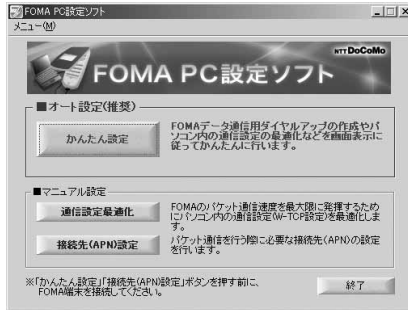 FOMA PC設定ソフト
メニュー(M)
NTT DoCoMo
FOMA PC設定ソフト
■オート設定(推奨)
かんたん設定
FOMAデータ通信用ダイヤルアップの作成やパ
ソコン内の通信設定の最適化などを画面表示に
従ってかんたんに行います。
■マニュアル設定
通信設定最適化
FOMAのパケット通信速度を最大限に発揮するため
にパソコン内の通信設定(W-TCP設定)を最適化しま
す。
接続先(APN)設定
パケット通信を行う際に必要な接続先(APN)の設定
を行います。
※「かんたん設定」「接続先(APN)設定」ボタンを押す前に、
FOMA端末を接続してください。
終了